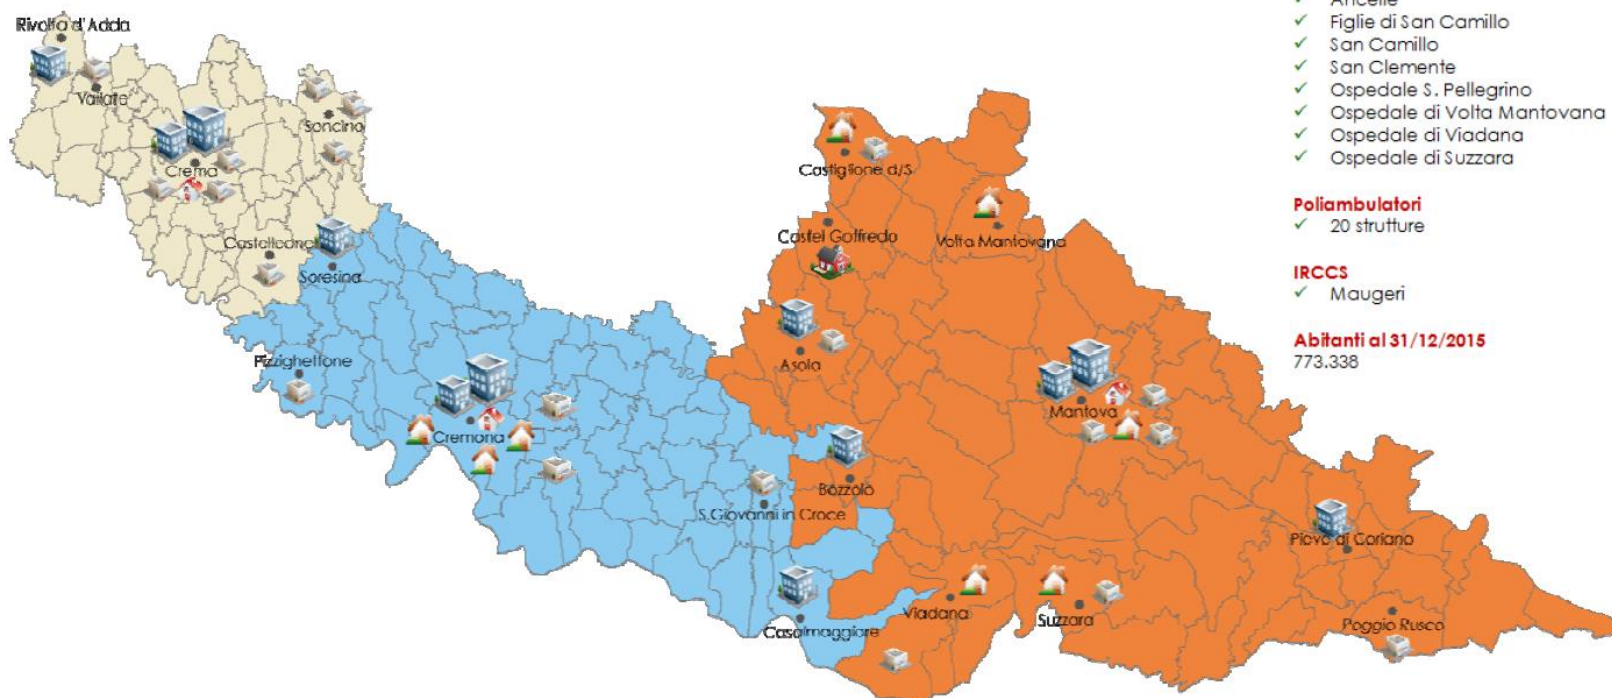 Ancelle
Figlie di San Camillo
San Camillo
San Clemente
Ospedale S. Pellegrino
Ospedale di Volta Mantovana
Ospedale di Viadana
Ospedale di Suzzara
Poliambulatori
20 strutture
IRCCS
Maugeri
Abitanti al 31/12/2015
773.338
Rivolta d'Adda
Vailate
Soncino
Crema
Castelleone
Soresina
Pizzighettone
Cremona
S.Giovanni in Croce
Casalmaggiore
Castiglione d/S
Castel Goffredo
Volta Mantovana
Asola
Mantova
Bozzolo
Viadana
Suzzara
Pieve di Coriano
Poggio Rusco